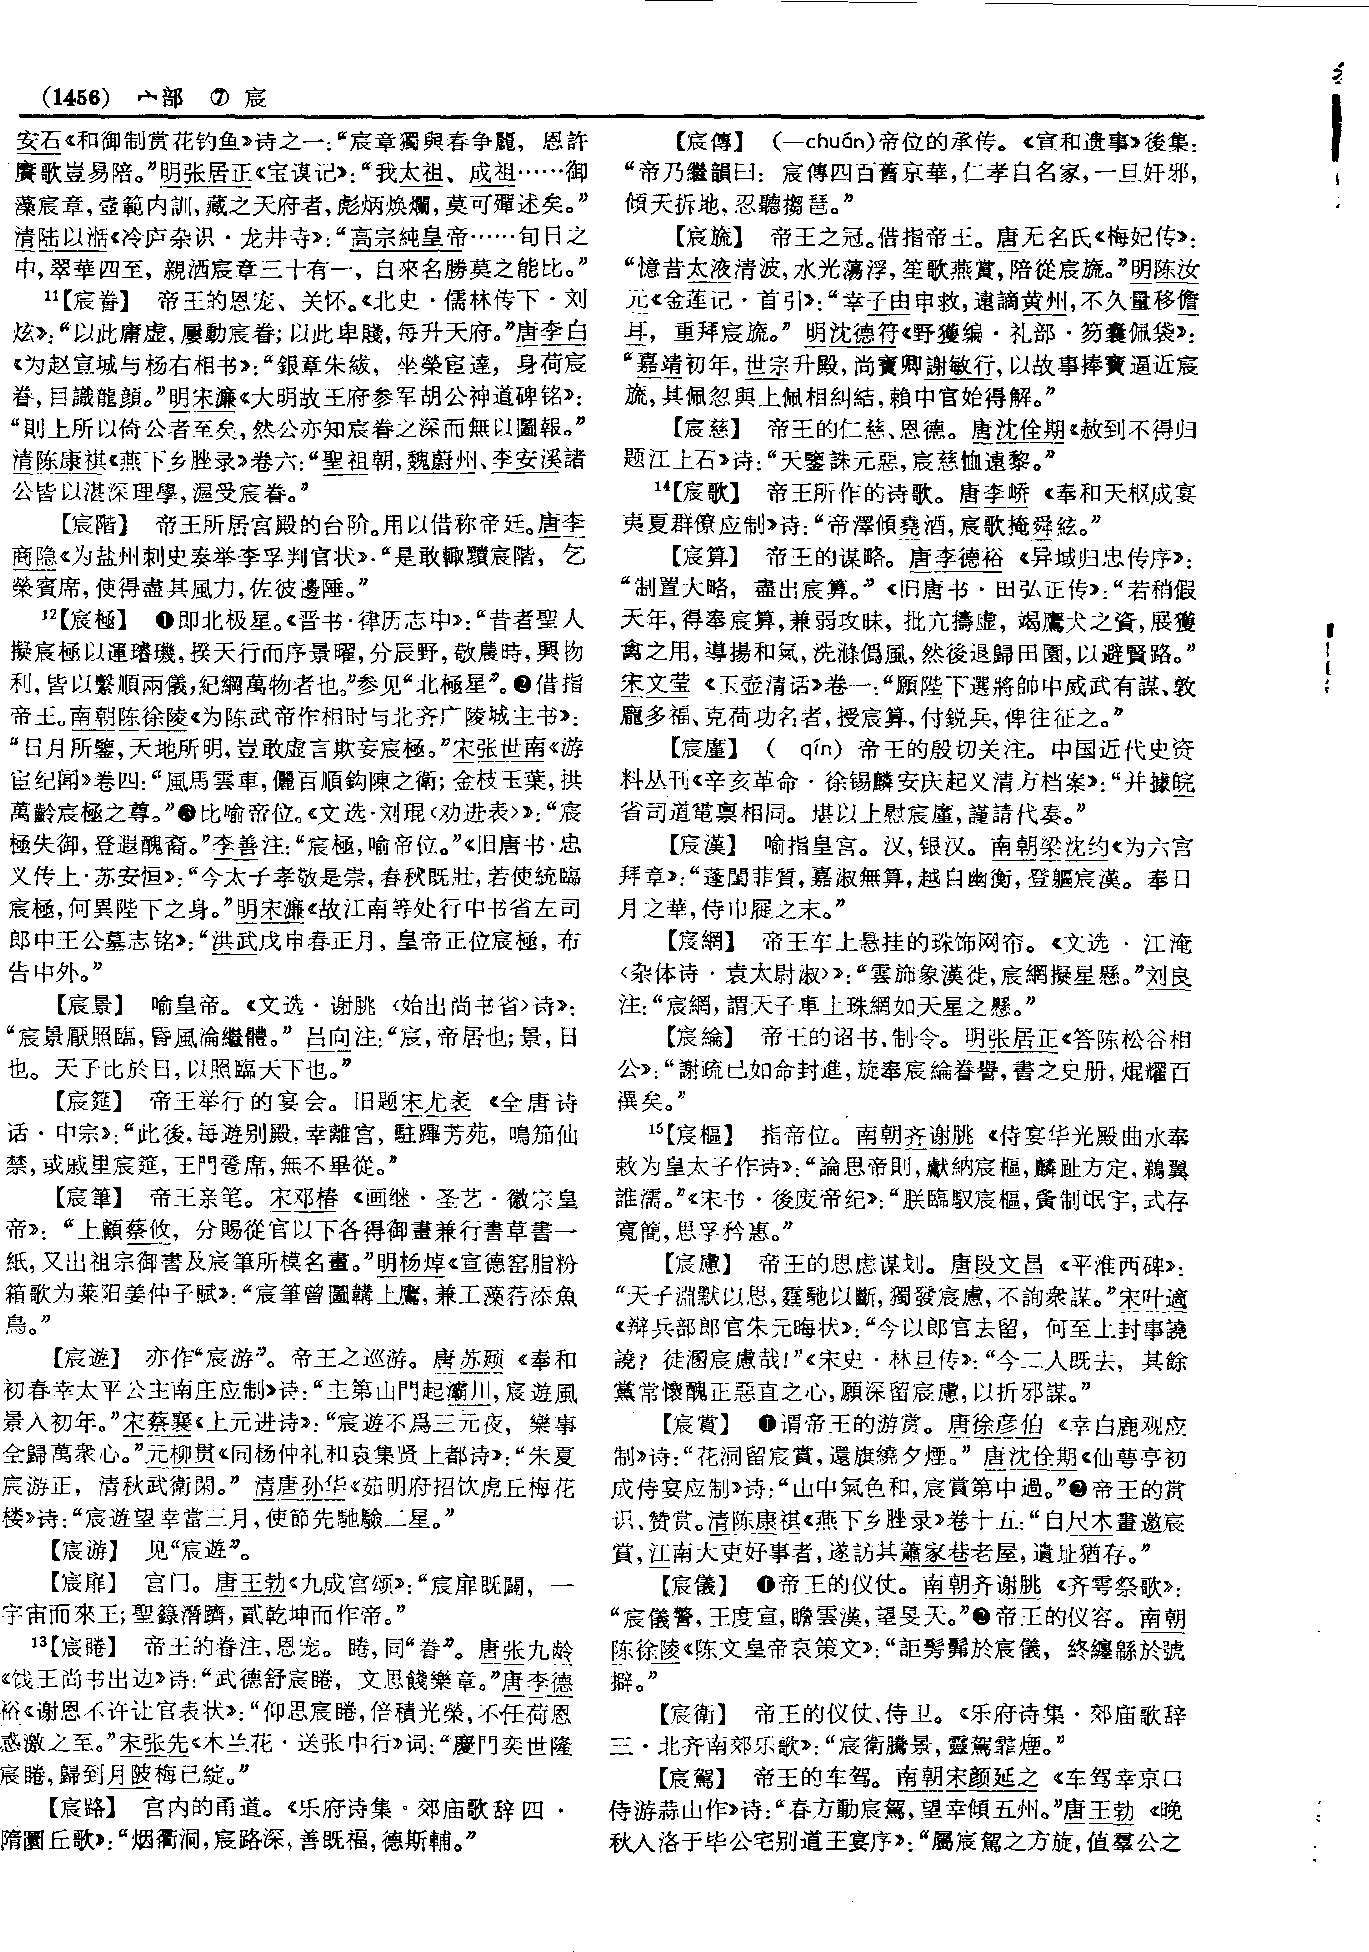 (1456) 宀部 ⑦ 宸
安石《和御制赏花钓鱼》诗之一：“宸章獨與春争麗，恩許
賡歌豈易陪。”明张居正《宝谟记》：“我太祖、成祖……御
藻宸章，壼範内訓，藏之天府者，彪炳焕爛，莫可殫述矣。”
清陆以湉《冷庐杂识·龙井寺》：“高宗純皇帝……旬日之
中，翠華四至，親洒宸章三十有一，自來名勝莫之能比。”
11【宸眷】 帝王的恩宠、关怀。《北史·儒林传下·刘
炫》：“以此庸虚，屢動宸眷；以此卑賤，每升天府。”唐李白
《为赵宣城与杨右相书》：“銀章朱紱，坐榮宦達，身荷宸
眷，目識龍顔。”明宋濂《大明故王府参军胡公神道碑铭》：
“則上所以倚公者至矣，然公亦知宸眷之深而無以圖報。”
清陈康祺《燕下乡脞录》卷六：“聖祖朝，魏蔚州、李安溪諸
公皆以湛深理學，渥受宸眷。”
【宸階】 帝王所居宫殿的台阶。用以借称帝廷。唐李
商隐《为盐州刺史奏举李孚判官状》：“是敢輙黷宸階，乞
榮賓席，使得盡其風力，佐彼邊陲。”
12【宸極】 ❶即北极星。《晋书·律历志中》：“昔者聖人
擬宸極以運璿璣，揆天行而序景曜，分辰野，敬農時，興物
利，皆以繫順兩儀，紀綱萬物者也。”参见“北極星”。❷借指
帝王。南朝陈徐陵《为陈武帝作相时与北齐广陵城主书》：
“日月所鑒，天地所明，豈敢虚言欺妄宸極。”宋张世南《游
宦纪闻》卷四：“風馬雲車，儷百順鈎陳之衛；金枝玉葉，拱
萬齡宸極之尊。”❸比喻帝位。《文选·刘琨〈劝进表〉》：“宸
極失御，登遐醜裔。”李善注：“宸極，喻帝位。”《旧唐书·忠
义传上·苏安恒》：“今太子孝敬是崇，春秋既壯，若使統臨
宸極，何異陛下之身。”明宋濂《故江南等处行中书省左司
郎中王公墓志铭》：“洪武戊申春正月，皇帝正位宸極，布
告中外。”
【宸景】 喻皇帝。《文选·谢朓〈始出尚书省〉诗》：
“宸景厭照臨，昏風淪繼體。”吕向注：“宸，帝居也；景，日
也。天子比於日，以照臨天下也。”
【宸筵】 帝王举行的宴会。旧题宋尤袤《全唐诗
话·中宗》：“此後，每遊别殿，幸離宫，駐蹕芳苑，鳴笳仙
禁，或戚里宸筵，王門鴦席，無不畢從。”
【宸筆】 帝王亲笔。宋邓椿《画继·圣艺·徽宗皇
帝》：“上顧蔡攸，分賜從官以下各得御畫兼行書草書一
紙，又出祖宗御書及宸筆所模名畫。”明杨焯《宣德窑脂粉
箱歌为莱阳姜仲子赋》：“宸筆曾圖韝上鷹，兼工藻荇添魚
鳥。”
【宸遊】 亦作“宸游”。帝王之巡游。唐苏颋《奉和
初春幸太平公主南庄应制》诗：“主第山門起灞川，宸遊風
景入初年。”宋蔡襄《上元进诗》：“宸遊不爲三元夜，樂事
全歸萬衆心。”元柳贯《同杨仲礼和袁集贤上都诗》：“朱夏
宸游正，清秋武衛閑。”清唐孙华《茹明府招饮虎丘梅花
楼》诗：“宸遊望幸當三月，使節先馳驗二星。”
【宸游】 见“宸遊”。
【宸扉】 宫门。唐王勃《九成宫颂》：“宸扉既闢，一
宇宙而來王；聖籙潛躋，貳乾坤而作帝。”
13【宸睠】 帝王的眷注，恩宠。睠，同“眷”。唐张九龄
《饯王尚书出边》诗：“武德舒宸睠，文思餞樂章。”唐李德
裕《谢恩不许让官表状》：“仰思宸睠，倍積光榮，不任荷恩
惑激之至。”宋张先《木兰花·送张中行》词：“慶門奕世隆
宸睠，歸到月陂梅已綻。”
【宸路】 宫内的甬道。《乐府诗集·郊庙歌辞四·
隋圜丘歌》：“烟衢洞，宸路深，善既福，德斯輔。”
【宸傳】 （—chuán）帝位的承传。《宣和遗事》後集：
“帝乃繼韻曰：宸傳四百舊京華，仁孝自名家，一旦奸邪，
傾天拆地，忍聽搊琶。”
【宸旒】 帝王之冠。借指帝王。唐无名氏《梅妃传》：
“憶昔太液清波，水光蕩浮，笙歌燕賞，陪從宸旒。”明陈汝
元《金莲记·首引》：“幸子由申救，遠謫黄州，不久量移儋
耳，重拜宸旒。”明沈德符《野獲编·礼部·笏囊佩袋》：
“嘉靖初年，世宗升殿，尚寶卿謝敏行，以故事捧寶逼近宸
旒，其佩忽與上佩相糾結，賴中官始得解。”
【宸慈】 帝王的仁慈、恩德。唐沈佺期《赦到不得归
题江上石》诗：“天鑒誅元惡，宸慈恤遠黎。”
14【宸歌】 帝王所作的诗歌。唐李峤《奉和天枢成宴
夷夏群僚应制》诗：“帝澤傾堯酒，宸歌掩舜絃。”
【宸算】 帝王的谋略。唐李德裕《异域归忠传序》：
“制置大略，盡出宸算。”《旧唐书·田弘正传》：“若稍假
天年，得奉宸算，兼弱攻昧，批亢擣虚，竭鷹犬之資，展獲
禽之用，導揚和氣，洗滌僞風，然後退歸田園，以避賢路。”
宋文莹《玉壶清话》卷一：“願陛下選將帥中威武有謀、敦
龐多福、克荷功名者，授宸算，付鋭兵，俾往征之。”
【宸廑】 （ qín）帝王的殷切关注。中国近代史资
料丛刊《辛亥革命·徐锡麟安庆起义清方档案》：“并據皖
省司道電禀相同。堪以上慰宸廑，謹請代奏。”
【宸漢】 喻指皇宫。汉，银汉。南朝梁沈约《为六宫
拜章》：“蓬閨菲質，嘉淑無算，越自幽衡，登軀宸漢。奉日
月之華，侍巾屣之末。”
【宸網】 帝王车上悬挂的珠饰网帘。《文选·江淹
〈杂体诗·袁太尉淑〉》：“雲斾象漢徙，宸網擬星懸。”刘良
注：“宸網，謂天子車上珠網如天星之懸。”
【宸綸】 帝王的诏书、制令。明张居正《答陈松谷相
公》：“謝疏已如命封進，旋奉宸綸眷譽，書之史册，焜耀百
禩矣。”
15【宸樞】 指帝位。南朝齐谢朓《侍宴华光殿曲水奉
敕为皇太子作诗》：“論思帝則，獻納宸樞，麟趾方定，鵜翼
誰濡。”《宋书·後废帝纪》：“朕臨馭宸樞，夤制氓宇，式存
寬簡，思孚矜惠。”
【宸慮】 帝王的思虑谋划。唐段文昌《平淮西碑》：
“天子淵默以思，霆馳以斷，獨發宸慮，不詢衆謀。”宋叶適
《辩兵部郎官朱元晦状》：“今以郎官去留，何至上封事譊
譊？徒溷宸慮哉！”《宋史·林旦传》：“今二人既去，其餘
黨常懷醜正惡直之心，願深留宸慮，以折邪謀。”
【宸賞】 ❶谓帝王的游赏。唐徐彦伯《幸白鹿观应
制》诗：“花洞留宸賞，還旗繞夕煙。”唐沈佺期《仙萼亭初
成侍宴应制》诗：“山中氣色和，宸賞第中過。”❷帝王的赏
识、赞赏。清陈康祺《燕下乡脞录》卷十五：“自尺木畫邀宸
賞，江南大吏好事者，遂訪其蕭家巷老屋，遺址猶存。”
【宸儀】 ❶帝王的仪仗。南朝齐谢朓《齐雩祭歌》：
“宸儀警，王度宣，瞻雲漢，望旻天。”❷帝王的仪容。南朝
陈徐陵《陈文皇帝哀策文》：“詎髣髴於宸儀，終纏緜於號
擗。”
【宸衛】 帝王的仪仗、侍卫。《乐府诗集·郊庙歌辞
三·北齐南郊乐歌》：“宸衛騰景，靈駕霏煙。”
【宸駕】 帝王的车驾。南朝宋颜延之《车驾幸京口
侍游蒜山作》诗：“春方動宸駕，望幸傾五州。”唐王勃《晚
秋入洛于毕公宅别道王宴序》：“屬宸駕之方旋，值羣公之